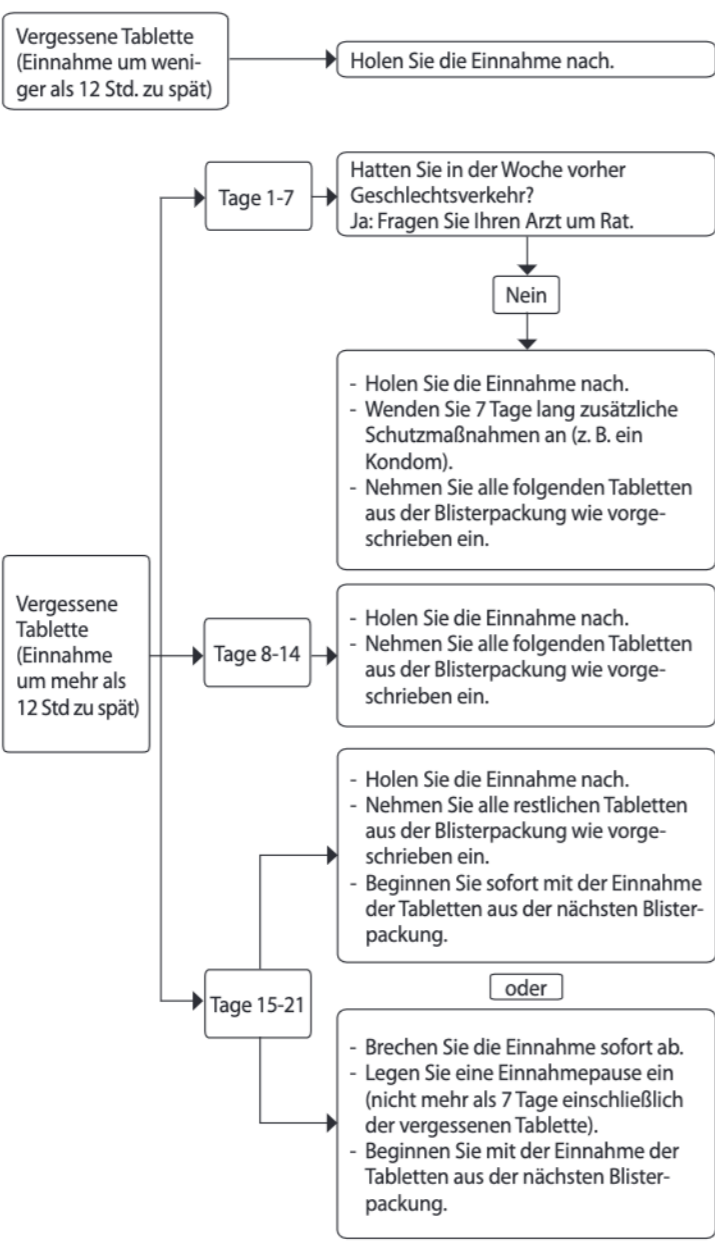 Vergessene Tablette
(Einnahme um weni-
ger als 12 Std. zu spät)
Holen Sie die Einnahme nach.
Tage 1-7
Hatten Sie in der Woche vorher
Geschlechtsverkehr?
Ja: Fragen Sie Ihren Arzt um Rat.
Nein
- Holen Sie die Einnahme nach.
- Wenden Sie 7 Tage lang zusätzliche
Schutzmaßnahmen an (z. B. ein
Kondom).
- Nehmen Sie alle folgenden Tabletten
aus der Blisterpackung wie vorge-
schrieben ein.
Vergessene
Tablette
(Einnahme
um mehr als
12 Std zu spät)
Tage 8-14
- Holen Sie die Einnahme nach.
- Nehmen Sie alle folgenden Tabletten
aus der Blisterpackung wie vorge-
schrieben ein.
Tage 15-21
- Holen Sie die Einnahme nach.
- Nehmen Sie alle restlichen Tabletten
aus der Blisterpackung wie vorge-
schrieben ein.
- Beginnen Sie sofort mit der Einnahme
der Tabletten aus der nächsten Blister-
packung.
oder
- Brechen Sie die Einnahme sofort ab.
- Legen Sie eine Einnahmepause ein
(nicht mehr als 7 Tage einschließlich
der vergessenen Tablette).
- Beginnen Sie mit der Einnahme der
Tabletten aus der nächsten Blister-
packung.